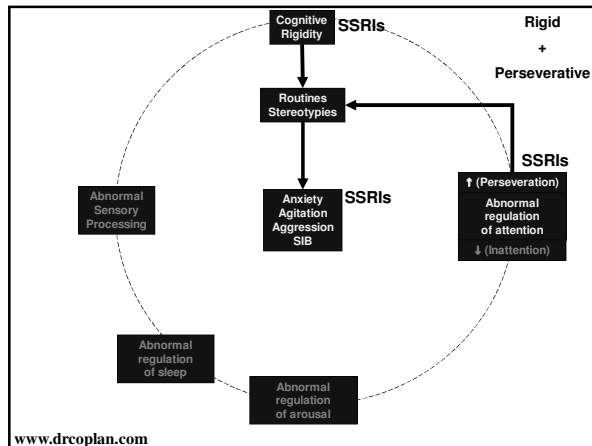 Cognitive
Rigidity
SSRIs
Rigid
+
Perseverative
Routines
Stereotypies
SSRIs
↑ (Perseveration)
Abnormal
regulation
of attention
↓ (Inattention)
Anxiety
Agitation
Aggression
SIB
SSRIs
Abnormal
Sensory
Processing
Abnormal
regulation
of sleep
Abnormal
regulation
of arousal
www.drcoplan.com